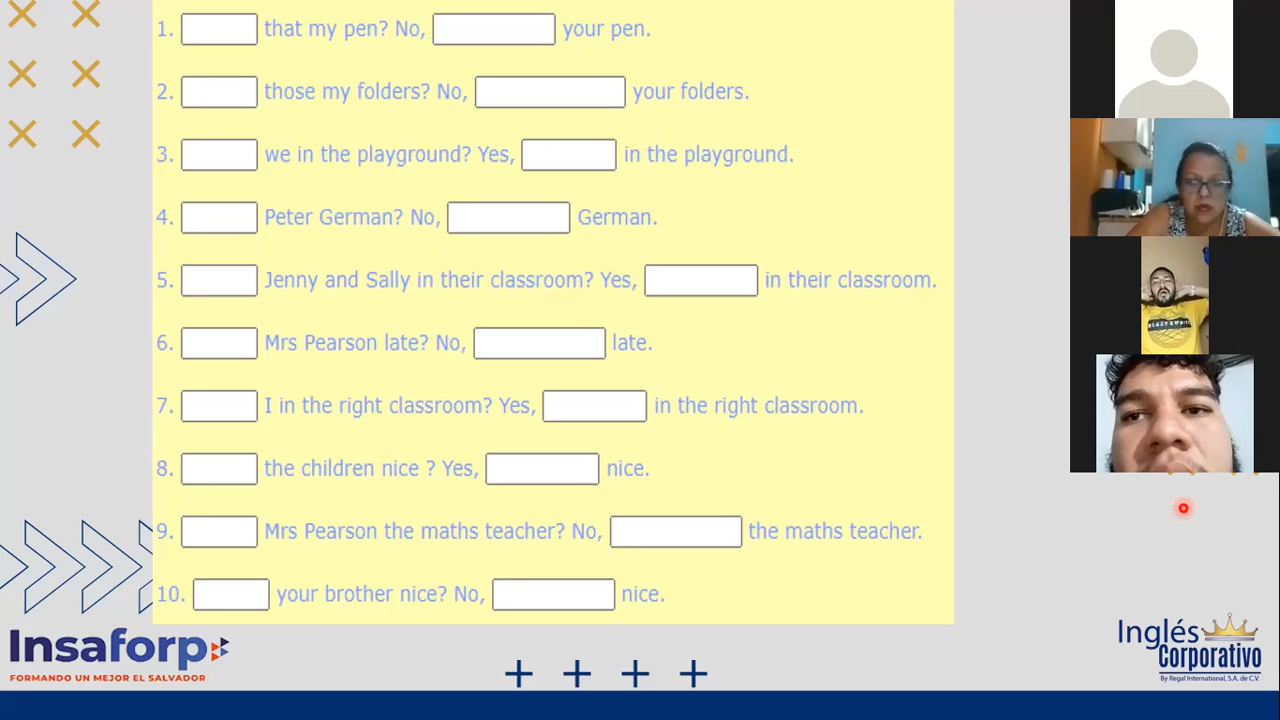 1. that my pen? No, your pen.
2. those my folders? No, your folders.
3. we in the playground? Yes, in the playground.
4. Peter German? No, German.
5. Jenny and Sally in their classroom? Yes, in their classroom.
6. Mrs Pearson late? No, late.
7. I in the right classroom? Yes, in the right classroom.
8. the children nice ? Yes, nice.
9. Mrs Pearson the maths teacher? No, the maths teacher.
10. your brother nice? No, nice.
Insaforp
FORMANDO UN MEJOR EL SALVADOR
Inglés
Corporativo
By Regal International, S.A. de C.V.